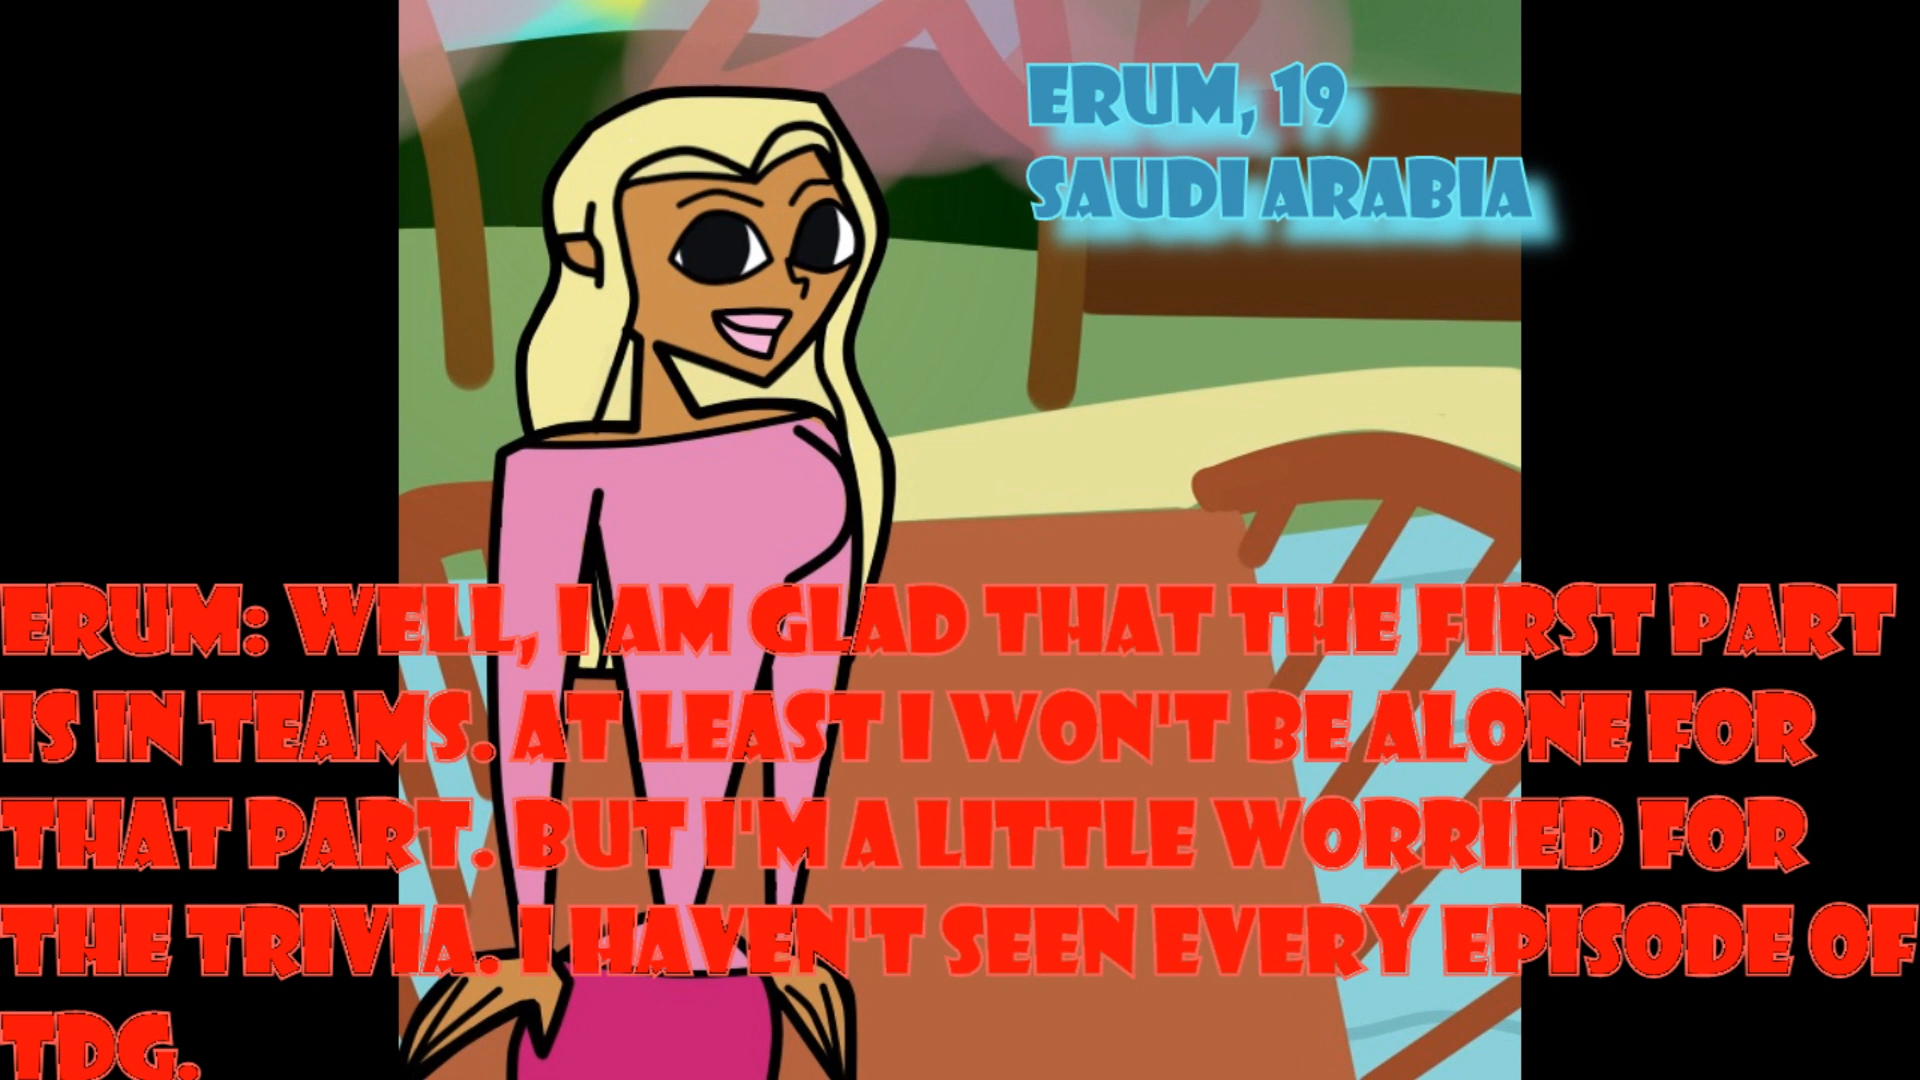 ERUM, 19
SAUDI ARABIA
ERUM: WELL, I AM GLAD THAT THE FIRST PART
IS IN TEAMS. AT LEAST I WON'T BE ALONE FOR
THAT PART. BUT I'M A LITTLE WORRIED FOR
THE TRIVIA. I HAVEN'T SEEN EVERY EPISODE OF
TDG.